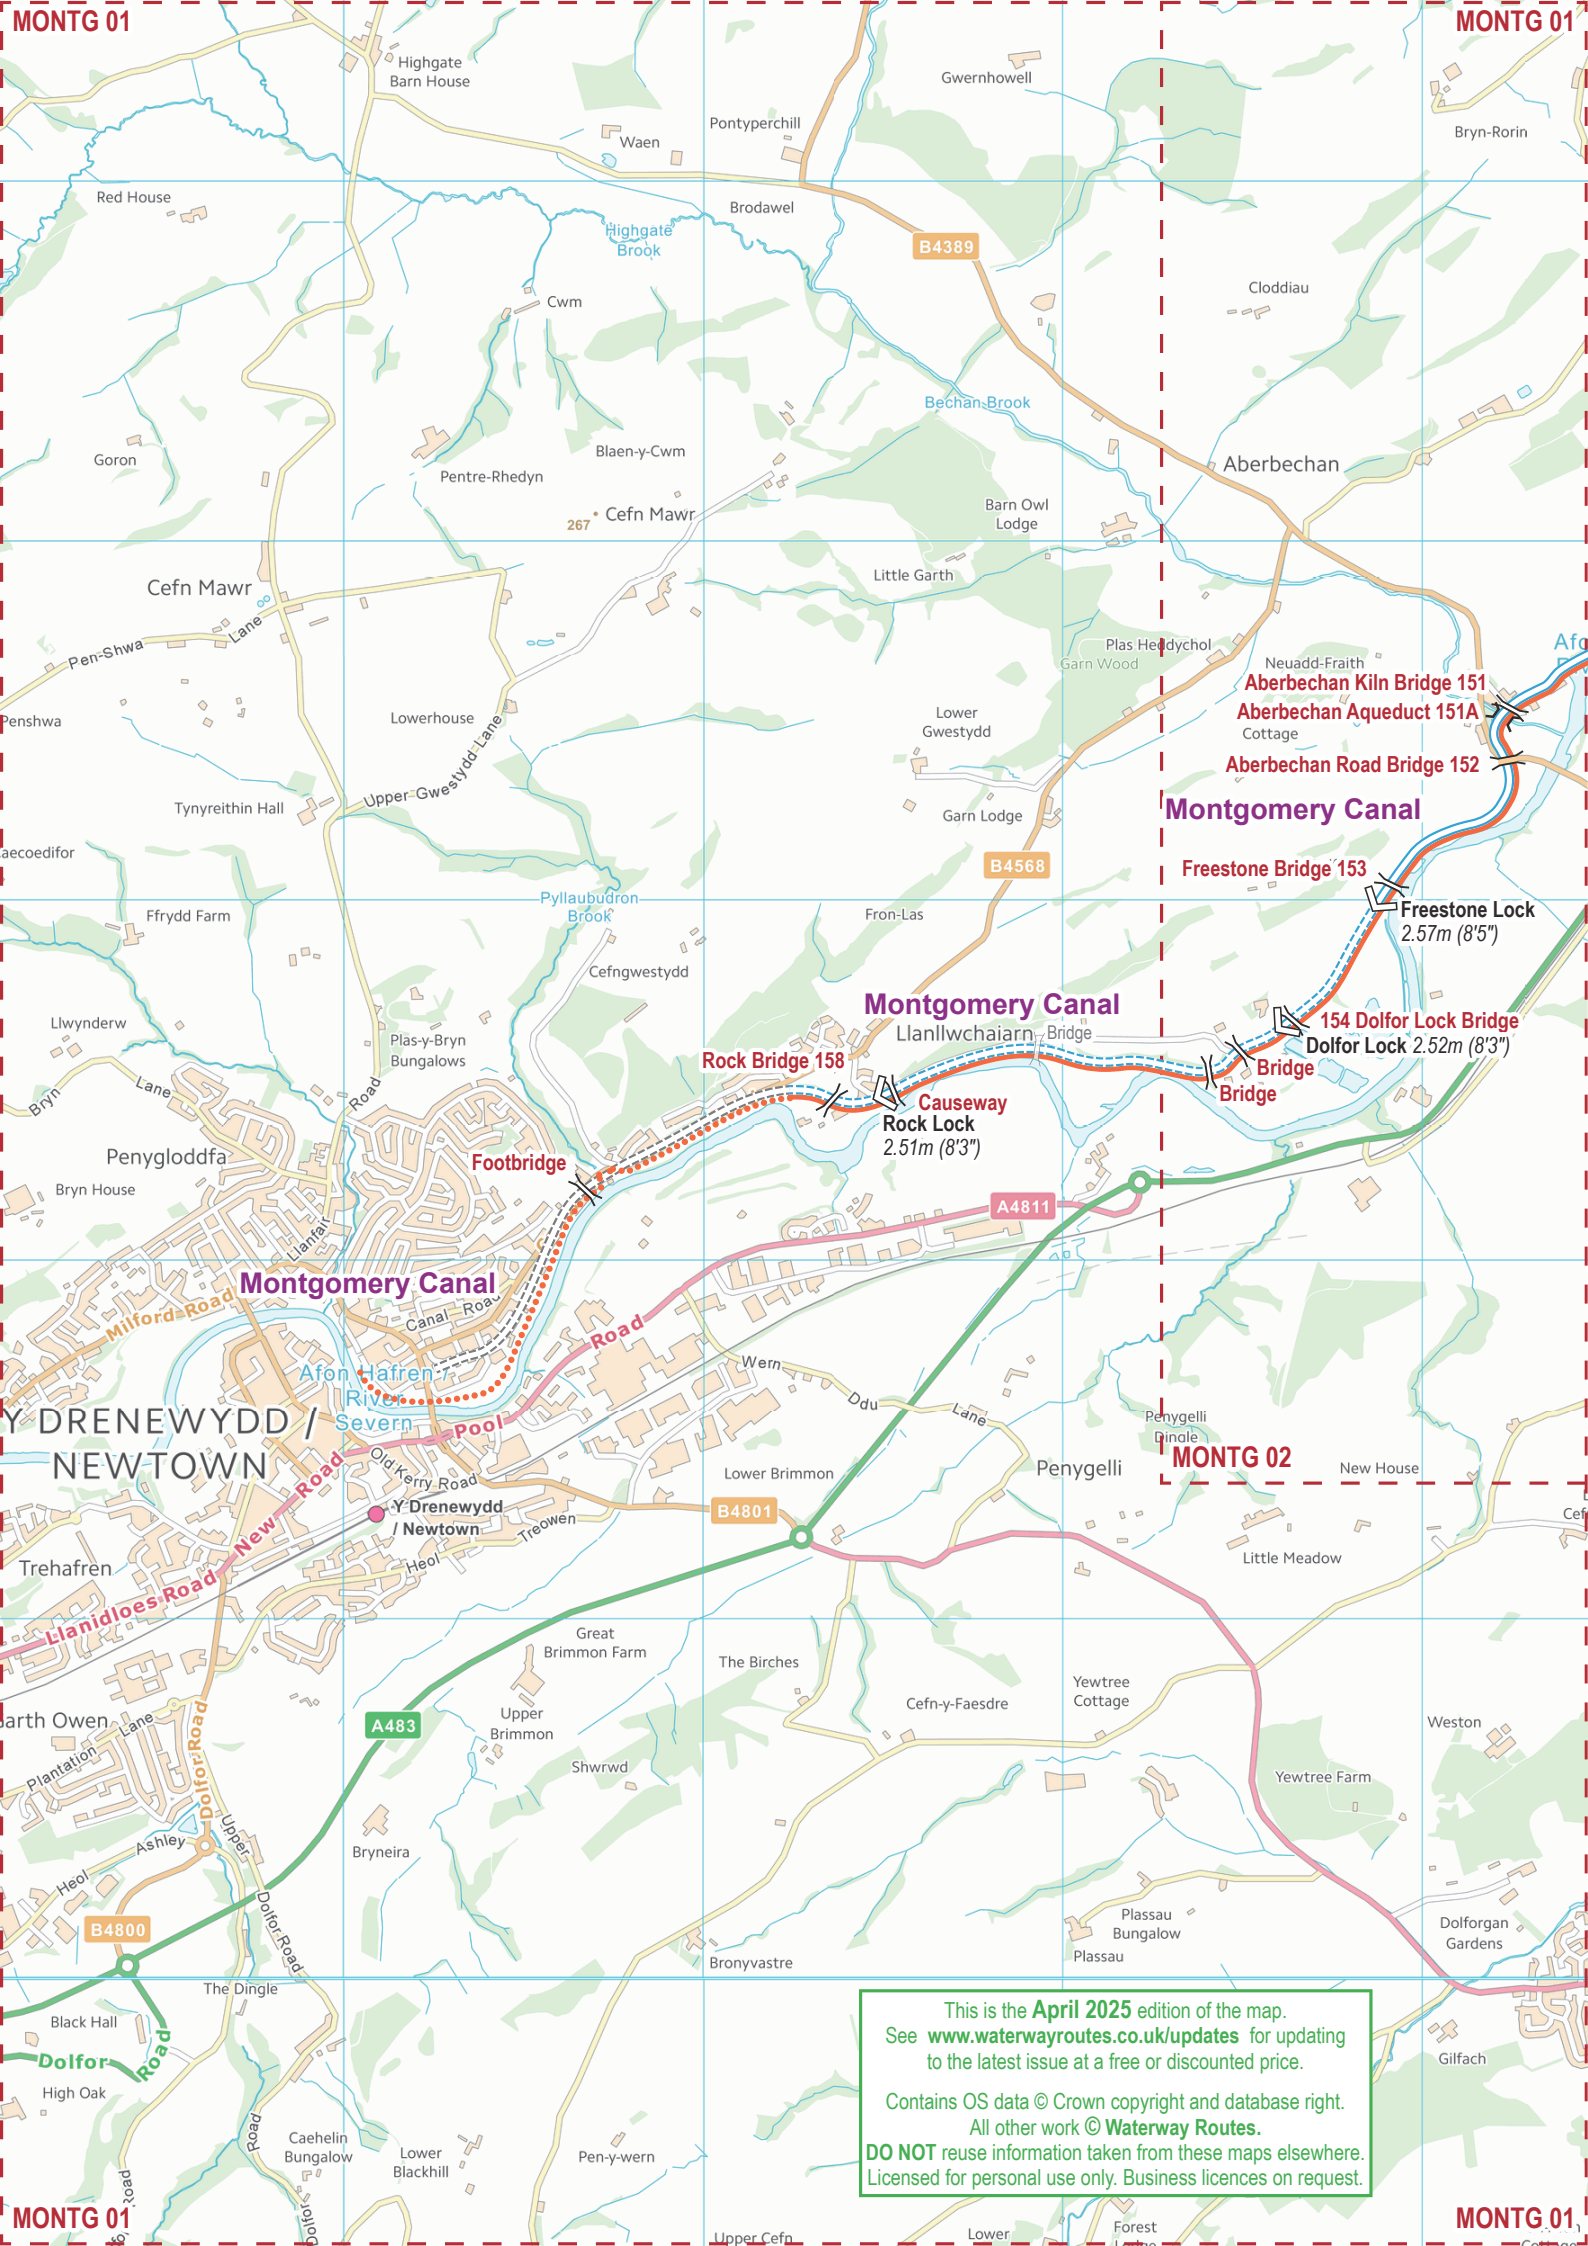 MONTG 01
MONTG 01
Highgate
Barn House
Gwernhowell
Pontyperchill
Waen
Bryn-Rorin
Red House
Brodawel
Highgate
Brook
B4389
Cloddiau
Cwm
Bechan Brook
Goron
Blaen-y-Cwm
Pentre-Rhedyn
Aberbechan
267
Cefn Mawr
Barn Owl
Lodge
Little Garth
Cefn Mawr
Pen-Shwa
Lane
Plas Heddychol
Garn Wood
Neuadd-Fraith
Aberbechan Kiln Bridge 151
Aberbechan Aqueduct 151A
Cottage
Aberbechan Road Bridge 152
Penshwa
Lowerhouse
Lower
Gwestydd
Upper Gwestydd Lane
Tynyreithin Hall
Montgomery Canal
Garn Lodge
aecoedifor
B4568
Freestone Bridge 153
Freestone Lock
2.57m (8'5")
Pyllaubudron
Brook
Ffrydd Farm
Fron-Las
Cefngwestydd
Montgomery Canal
Llanllwchaiarn
Bridge
154 Dolfor Lock Bridge
Dolfor Lock 2.52m (8'3")
Bridge
Bridge
Llwynderw
Plas-y-Bryn
Bungalows
Rock Bridge 158
Causeway
Rock Lock
2.51m (8'3")
Bryn
Lane
Road
Penygloddfa
Footbridge
Bryn House
Llanfair
A4811
Montgomery Canal
Milford Road
Canal Road
Road
Afon Hafren /
River
Severn
Wern
Ddu
Lane
Y DRENEWYDD /
NEWTOWN
Pool
Old Kerry Road
New Road
Penygelli
Dingle
MONTG 02
Lower Brimmon
Penygelli
New House
Y Drenewydd
/ Newtown
B4801
Heol
Treowen
Trehafren
Little Meadow
Llanidloes Road
Great
Brimmon Farm
The Birches
Yewtree
Cottage
Cefn-y-Faesdre
arth Owen
Plantation
Lane
Dolfor Road
A483
Upper
Brimmon
Weston
Shwrwd
Yewtree Farm
Ashley
Heol
Upper
Dolfor Road
Bryneira
B4800
Plassau
Bungalow
Plassau
Dolforgan
Gardens
Bronyvastre
The Dingle
Black Hall
Dolfor
Road
High Oak
Gilfach
This is the April 2025 edition of the map.
See www.waterwayroutes.co.uk/updates for updating
to the latest issue at a free or discounted price.
Contains OS data © Crown copyright and database right.
All other work © Waterway Routes.
DO NOT reuse information taken from these maps elsewhere.
Licensed for personal use only. Business licences on request.
Road
Caehelin
Bungalow
Lower
Blackhill
Pen-y-wern
Road
Dolfor
MONTG 01
Upper Cefn
Lower
Forest
MONTG 01